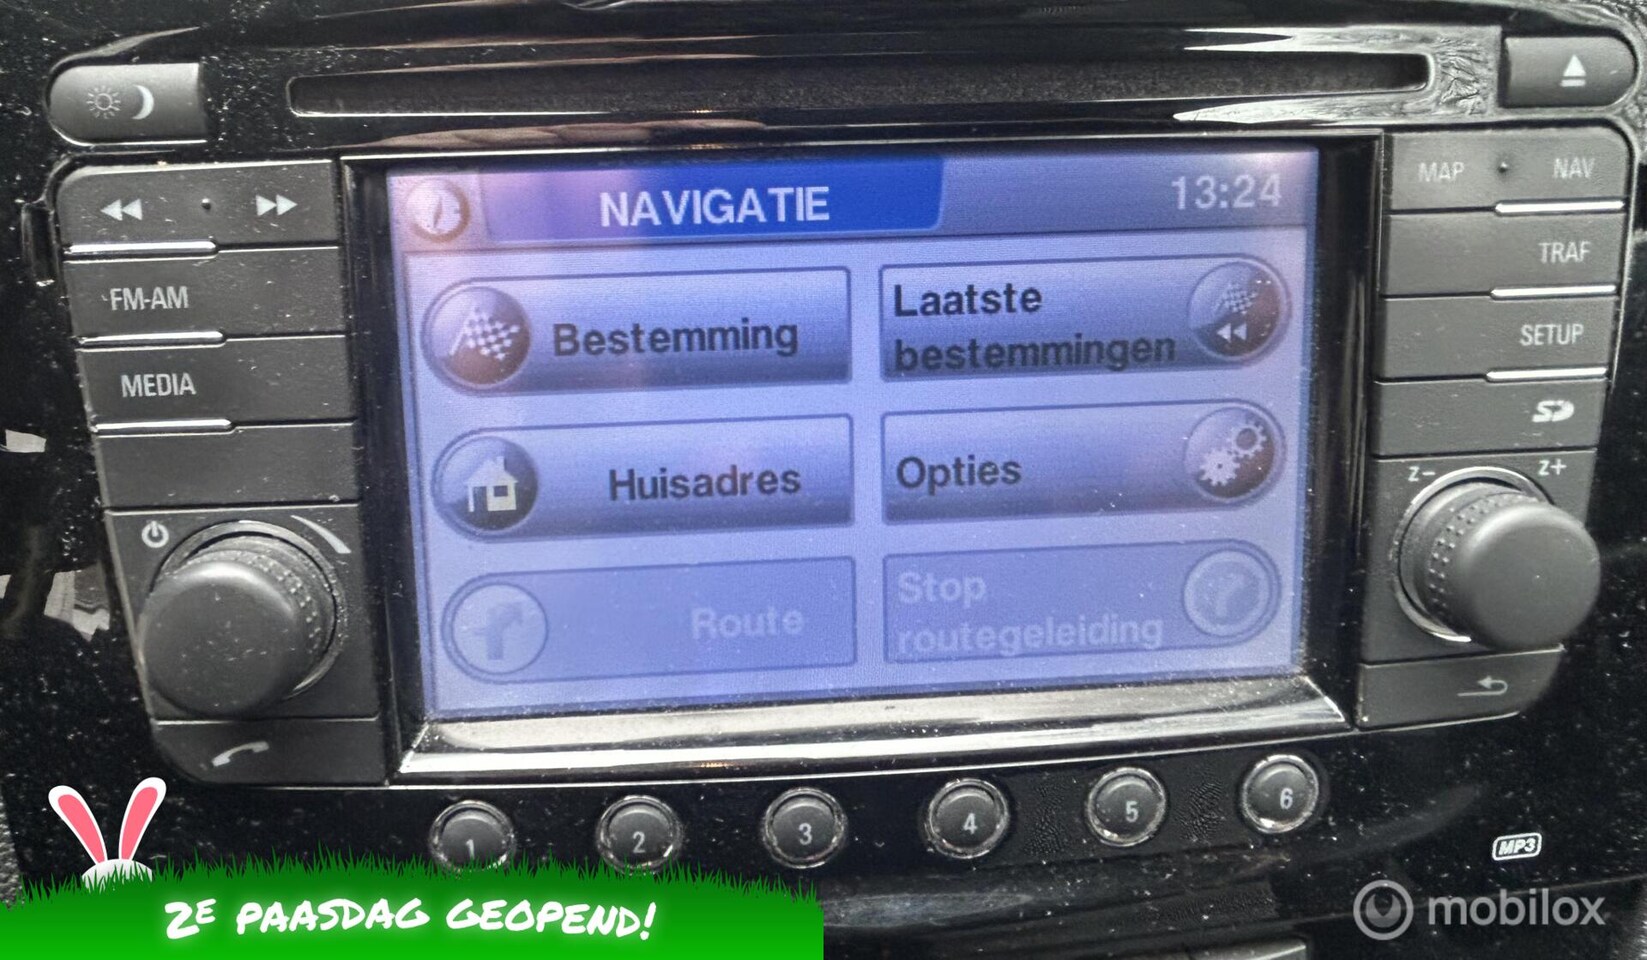 NAVIGATIE
13:24
Bestemming
Laatste
bestemmingen
Huisadres
Opties
Route
Stop
routegeleiding
FM-AM
MEDIA
MAP · NAV
TRAF
SETUP
Z- Z+
1 2 3 4 5 6
MP3
2E PAASDAG GEOPEND!
mobilox